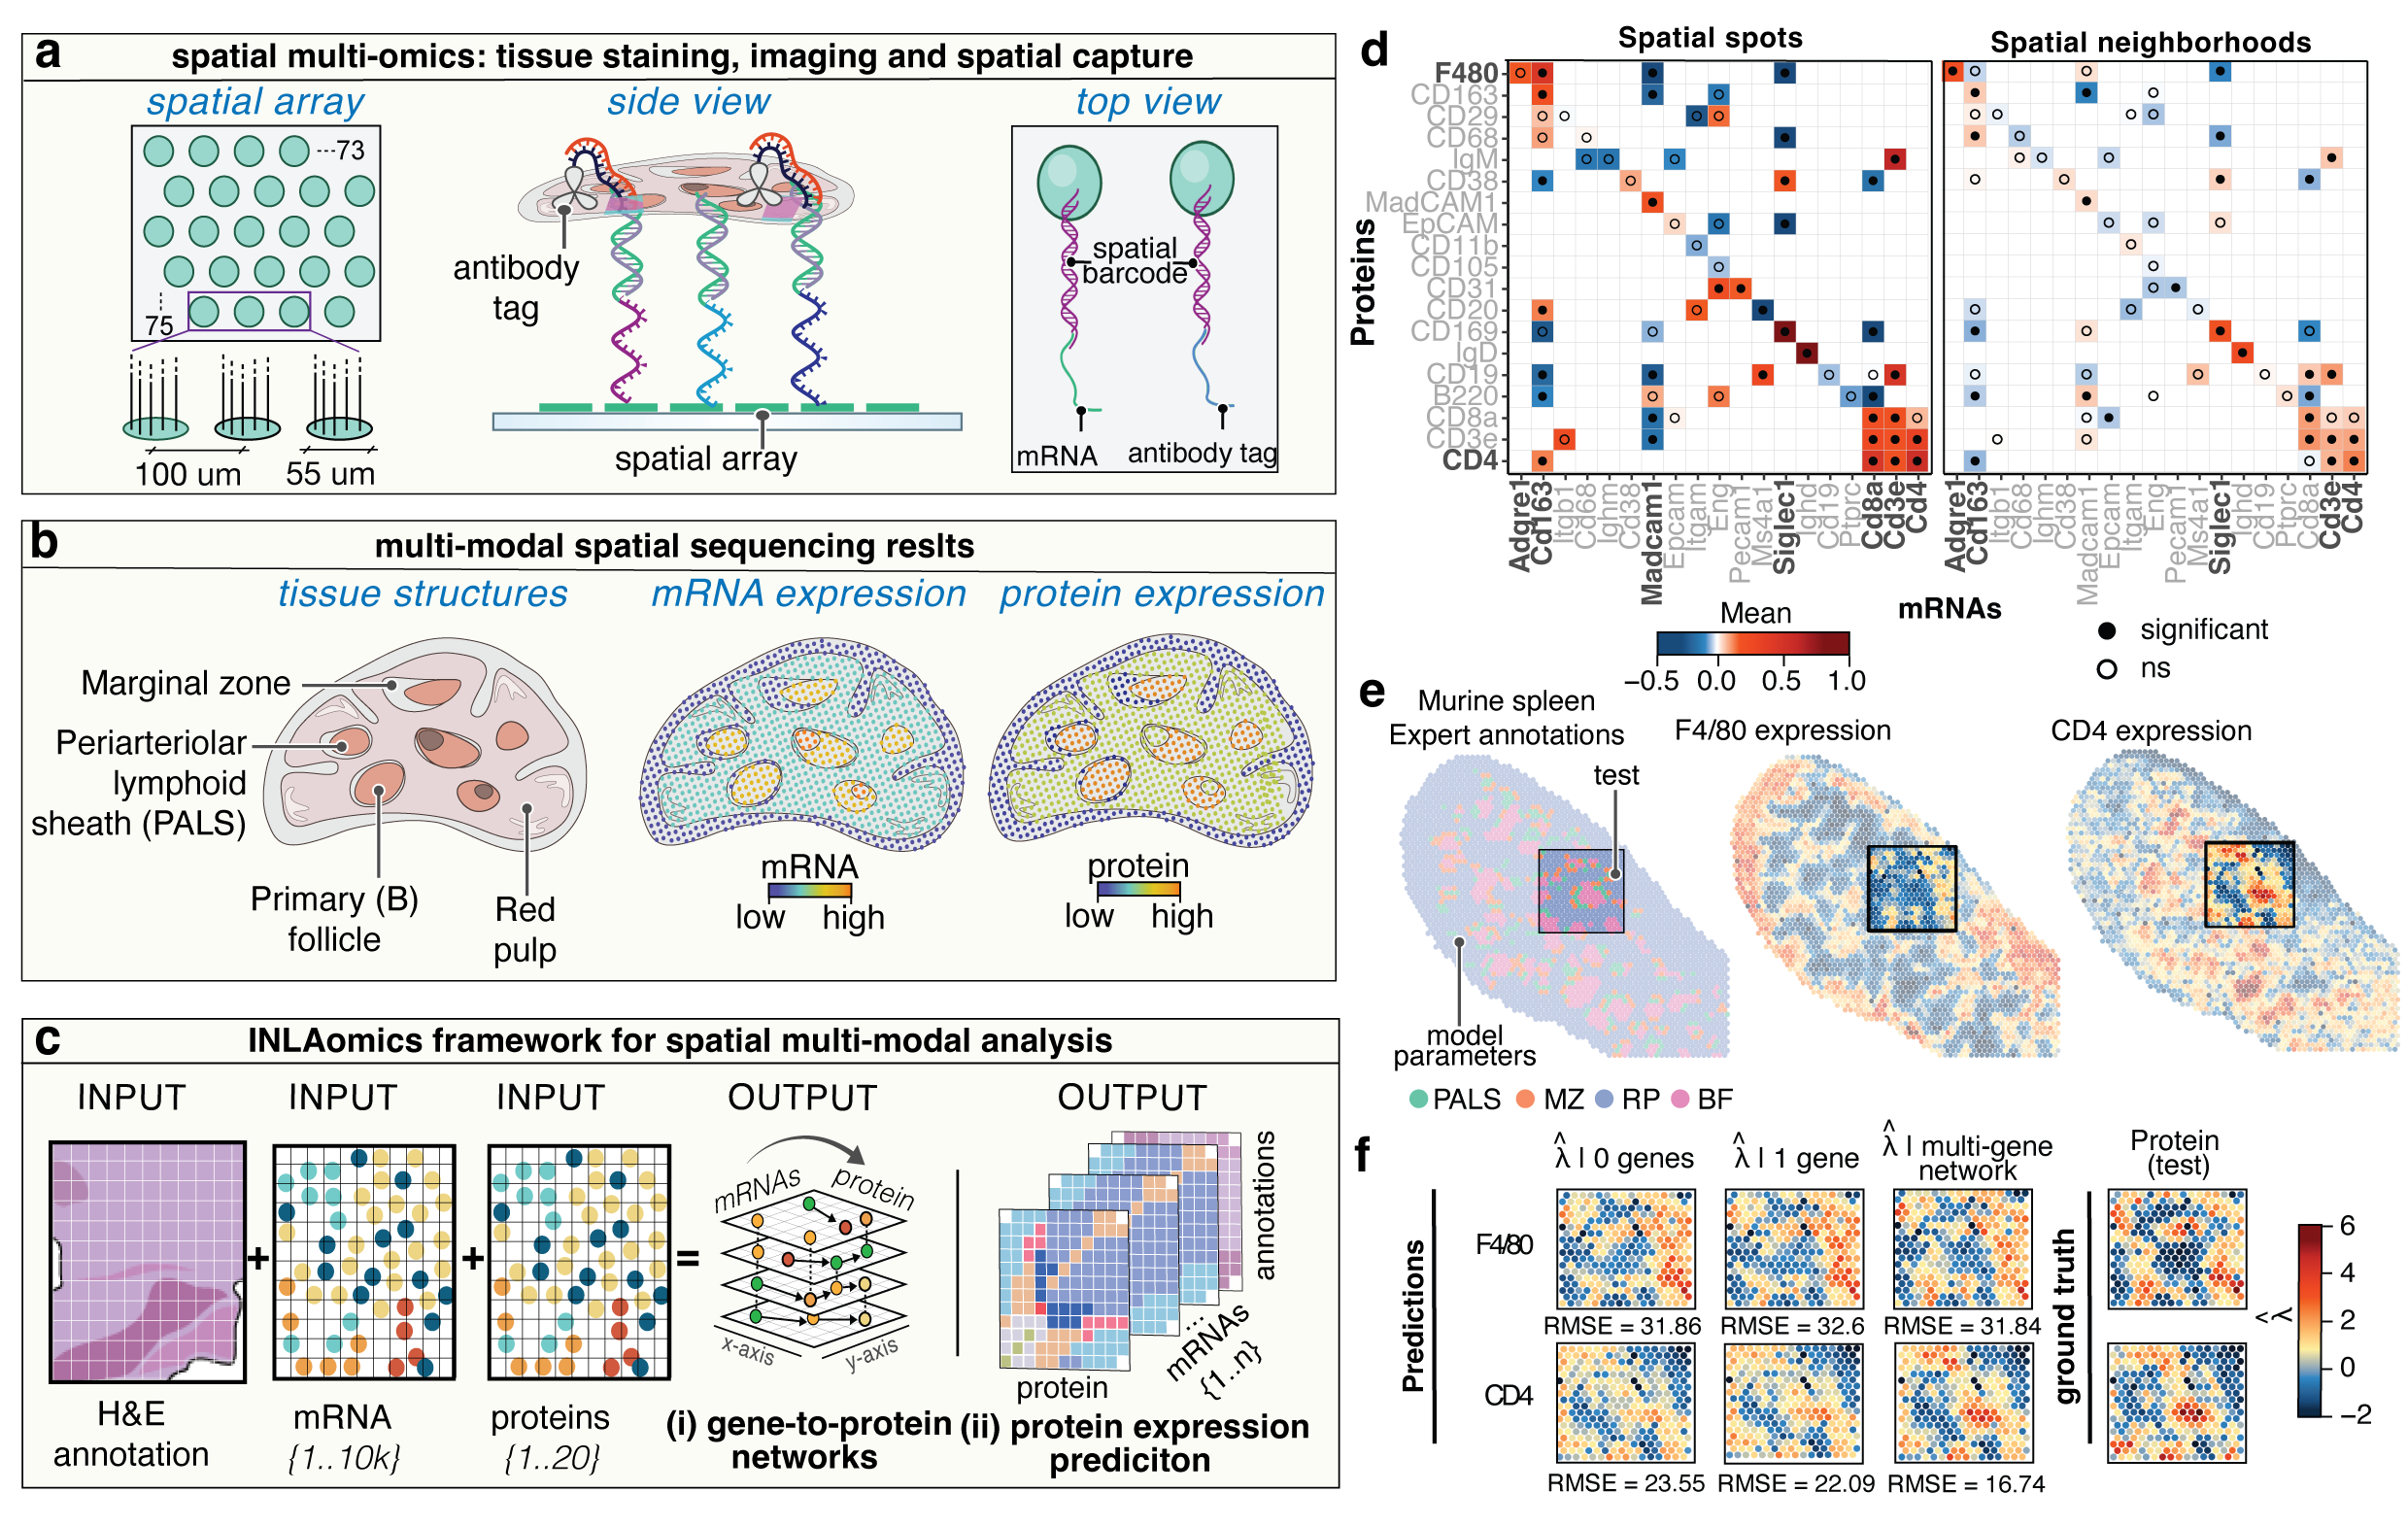 a
spatial multi-omics: tissue staining, imaging and spatial capture
spatial array
side view
top view
73
75
100 um
55 um
antibody
tag
spatial array
spatial
barcode
mRNA
antibody tag
b
multi-modal spatial sequencing reslts
tissue structures
mRNA expression
protein expression
Marginal zone
Periarteriolar
lymphoid
sheath (PALS)
Primary (B)
follicle
Red
pulp
mRNA
low high
protein
low high
c
INLAomics framework for spatial multi-modal analysis
INPUT
INPUT
INPUT
OUTPUT
OUTPUT
+
+
=
mRNAs
protein
x-axis
y-axis
annotations
...
mRNAs
{1..n}
protein
H&E
annotation
mRNA
{1..10k}
proteins
{1..20}
(i) gene-to-protein
networks
(ii) protein expression
prediciton
d
Spatial spots
Spatial neighborhoods
Proteins
F480
CD163
CD29
CD68
IgM
CD38
MadCAM1
EpCAM
CD11b
CD105
CD31
CD20
CD169
IgD
CD19
B220
CD8a
CD3e
CD4
Adgre1
Cd163
Itgb1
Cd68
Ighm
Cd38
Madcam1
Epcam
Itgam
Eng
Pecam1
Ms4a1
Siglec1
Ighd
Cd19
Ptprc
Cd8a
Cd3e
Cd4
Adgre1
Cd163
Itgb1
Cd68
Ighm
Cd38
Madcam1
Epcam
Itgam
Eng
Pecam1
Ms4a1
Siglec1
Ighd
Cd19
Ptprc
Cd8a
Cd3e
Cd4
mRNAs
Mean
−0.5 0.0 0.5 1.0
significant
ns
e
Murine spleen
Expert annotations
F4/80 expression
CD4 expression
test
model
parameters
PALS MZ RP BF
f
λ̂ | 0 genes
λ̂ | 1 gene
λ̂ | multi-gene
network
Protein
(test)
Predictions
F4/80
RMSE = 31.86
RMSE = 32.6
RMSE = 31.84
CD4
RMSE = 23.55
RMSE = 22.09
RMSE = 16.74
ground truth
λ̂
6
4
2
0
−2